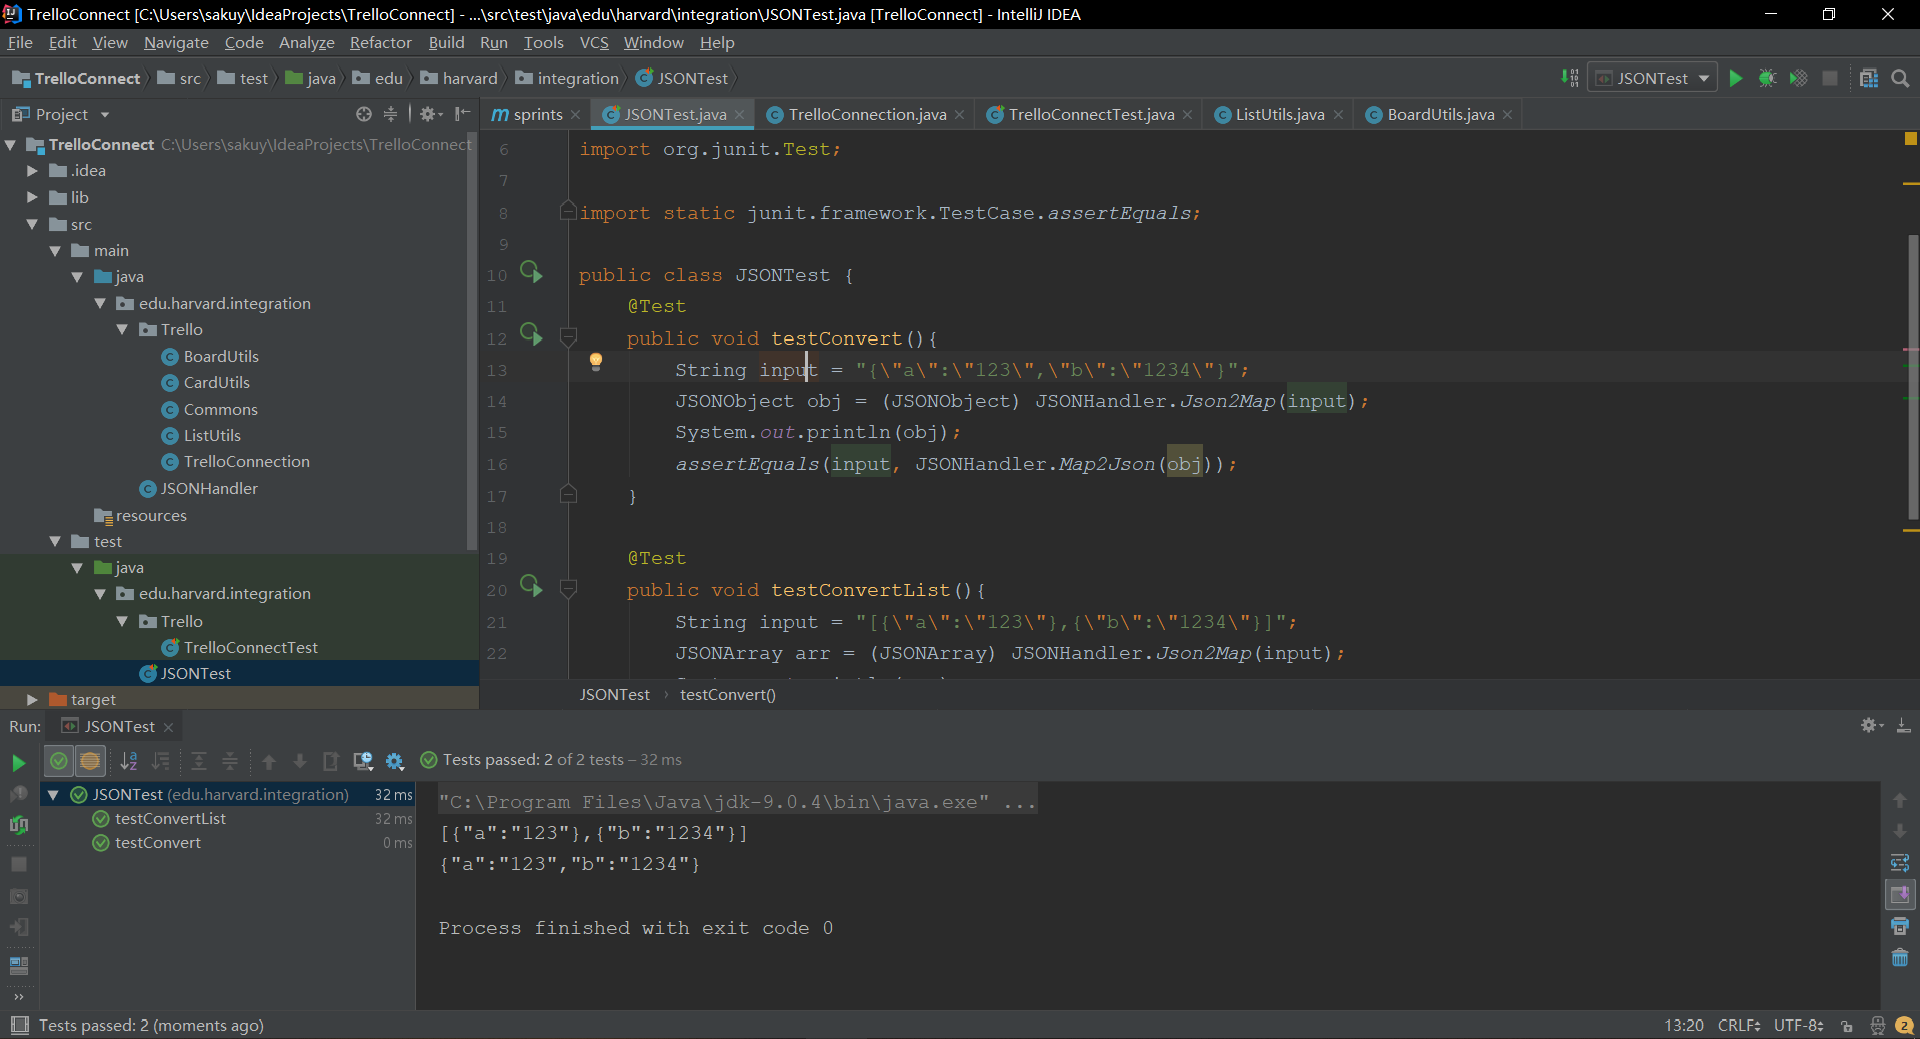 TrelloConnect [C:\Users\sakuy\IdeaProjects\TrelloConnect] - ...\src\test\java\edu\harvard\integration\JSONTest.java [TrelloConnect] - IntelliJ IDEA
File Edit View Navigate Code Analyze Refactor Build Run Tools VCS Window Help
TrelloConnect src test java edu harvard integration JSONTest
JSONTest
Project
sprints JSONTest.java TrelloConnection.java TrelloConnectTest.java ListUtils.java BoardUtils.java
TrelloConnect C:\Users\sakuy\IdeaProjects\TrelloConnect
.idea
lib
src
main
java
edu.harvard.integration
Trello
BoardUtils
CardUtils
Commons
ListUtils
TrelloConnection
JSONHandler
resources
test
java
edu.harvard.integration
Trello
TrelloConnectTest
JSONTest
target
6 import org.junit.Test;
7
8 import static junit.framework.TestCase.assertEquals;
9
10 public class JSONTest {
11 @Test
12 public void testConvert(){
13 String input = "{\"a\":\"123\",\"b\":\"1234\"}";
14 JSONObject obj = (JSONObject) JSONHandler.Json2Map(input);
15 System.out.println(obj);
16 assertEquals(input, JSONHandler.Map2Json(obj));
17 }
18
19 @Test
20 public void testConvertList(){
21 String input = "[{\"a\":\"123\"},{\"b\":\"1234\"}]";
22 JSONArray arr = (JSONArray) JSONHandler.Json2Map(input);
JSONTest › testConvert()
Run: JSONTest
Tests passed: 2 of 2 tests – 32 ms
JSONTest (edu.harvard.integration) 32 ms
testConvertList 32 ms
testConvert 0 ms
"C:\Program Files\Java\jdk-9.0.4\bin\java.exe" ...
[{"a":"123"},{"b":"1234"}]
{"a":"123","b":"1234"}
Process finished with exit code 0
Tests passed: 2 (moments ago)
13:20 CRLF UTF-8 2